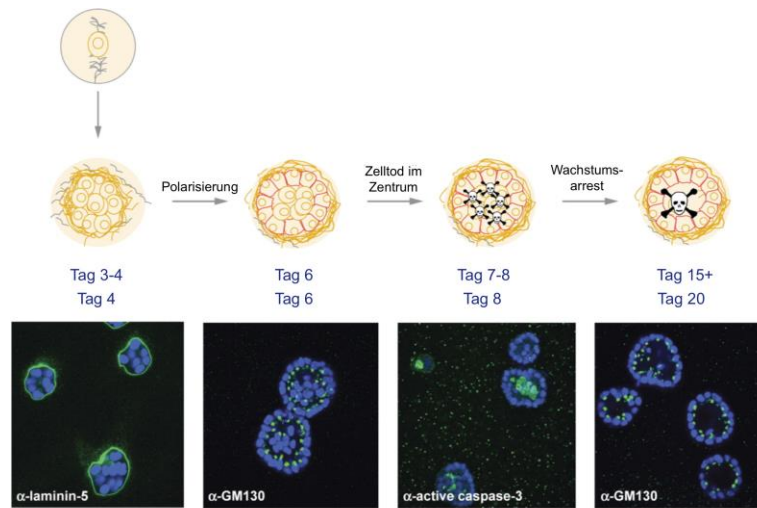 Polarisierung
Zelltod im
Zentrum
Wachstums-
arrest
Tag 3-4
Tag 6
Tag 7-8
Tag 15+
Tag 4
Tag 6
Tag 8
Tag 20
α-laminin-5
α-GM130
α-active caspase-3
α-GM130